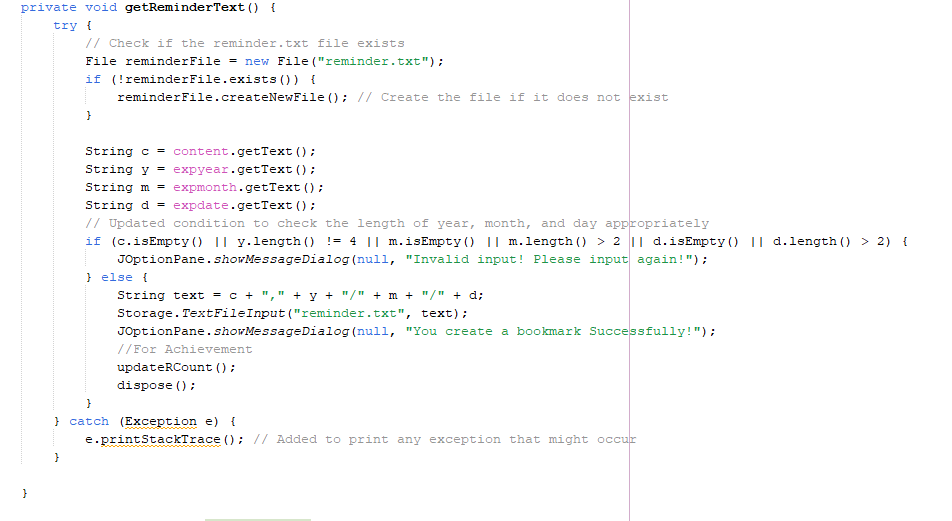 private void getReminderText() {
    try {
        // Check if the reminder.txt file exists
        File reminderFile = new File("reminder.txt");
        if (!reminderFile.exists()) {
            reminderFile.createNewFile(); // Create the file if it does not exist
        }

        String c = content.getText();
        String y = expyear.getText();
        String m = expmonth.getText();
        String d = expdate.getText();
        // Updated condition to check the length of year, month, and day appropriately
        if (c.isEmpty() || y.length() != 4 || m.isEmpty() || m.length() > 2 || d.isEmpty() || d.length() > 2) {
            JOptionPane.showMessageDialog(null, "Invalid input! Please input again!");
        } else {
            String text = c + "," + y + "/" + m + "/" + d;
            Storage.TextFileInput("reminder.txt", text);
            JOptionPane.showMessageDialog(null, "You create a bookmark Successfully!");
            //For Achievement
            updateRCount();
            dispose();
        }
    } catch (Exception e) {
        e.printStackTrace(); // Added to print any exception that might occur
    }

}